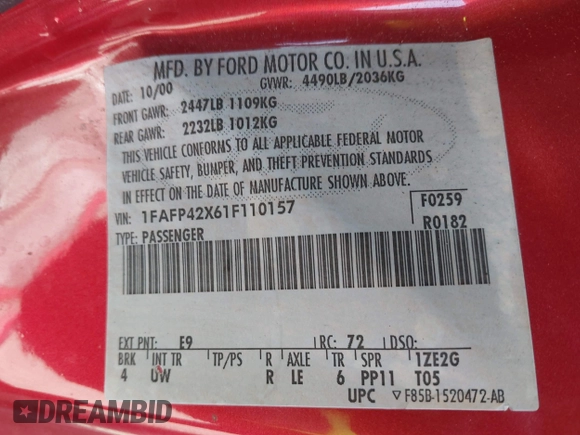 MFD. BY FORD MOTOR CO. IN U.S.A.
DATE: 10/00 GVWR: 4490LB/2036KG
FRONT GAWR: 2447LB 1109KG
REAR GAWR: 2232LB 1012KG
THIS VEHICLE CONFORMS TO ALL APPLICABLE FEDERAL MOTOR
VEHICLE SAFETY, BUMPER, AND THEFT PREVENTION STANDARDS
IN EFFECT ON THE DATE OF MANUFACTURE SHOWN ABOVE.
VIN: 1FAFP42X61F110157 F0259
TYPE: PASSENGER R0182
EXT PNT: E9 RC: 72 DSO:
BRK INT TR TP/PS R AXLE TR SPR 1ZE2G
4 UW R LE 6 PP11 T05
UPC ▽F85B-1520472-AB
DREAMBID